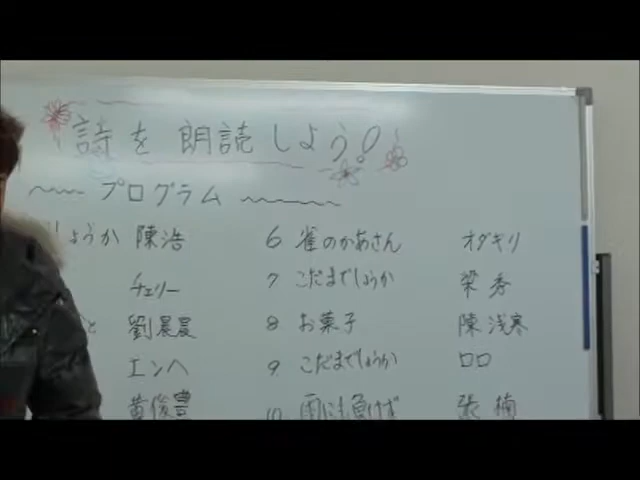 詩を朗読しよう!
プログラム
しょうか 陳浩
チェリー
と 劉晨晨
エンヘ
黄俊豊
6 雀のかあさん オダギリ
7 こだまでしょうか 梁秀
8 お菓子 陳浅寒
9 こだまでしょうか ロロ
10 雨にも負けず 張楠